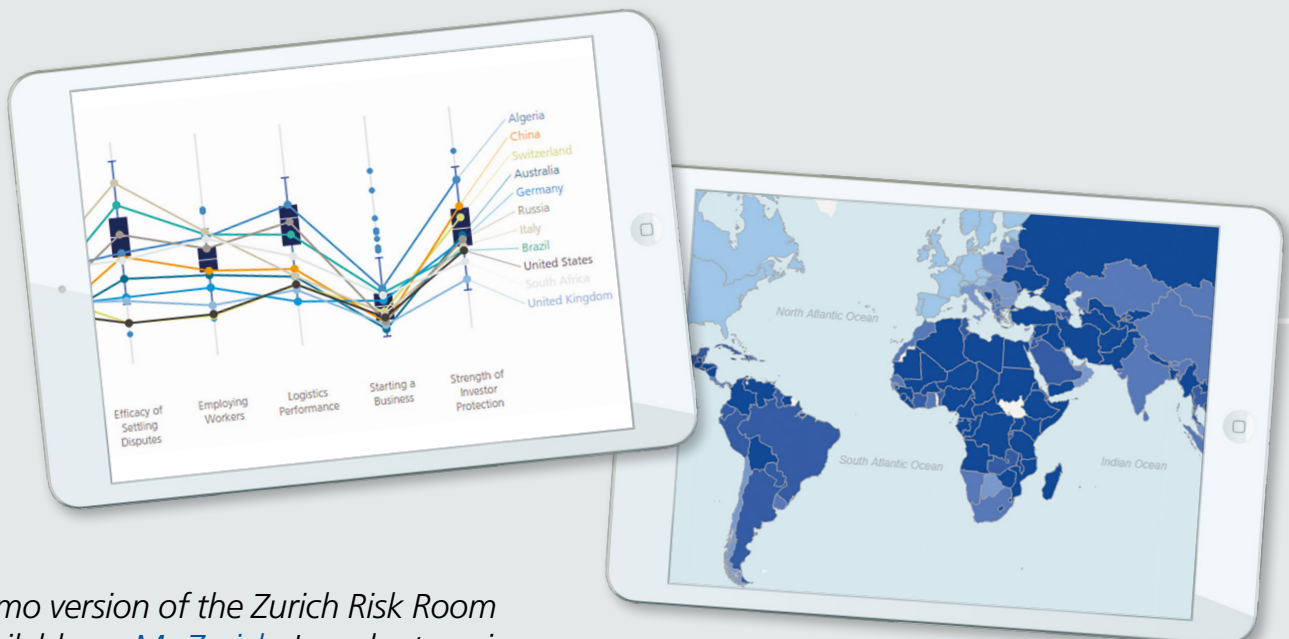 Algeria
China
Switzerland
Australia
Germany
Russia
Italy
Brazil
United States
South Africa
United Kingdom
Efficacy of
Settling
Disputes
Employing
Workers
Logistics
Performance
Starting a
Business
Strength of
Investor
Protection
North Atlantic Ocean
South Atlantic Ocean
Indian Ocean
version of the Zurich Risk Room